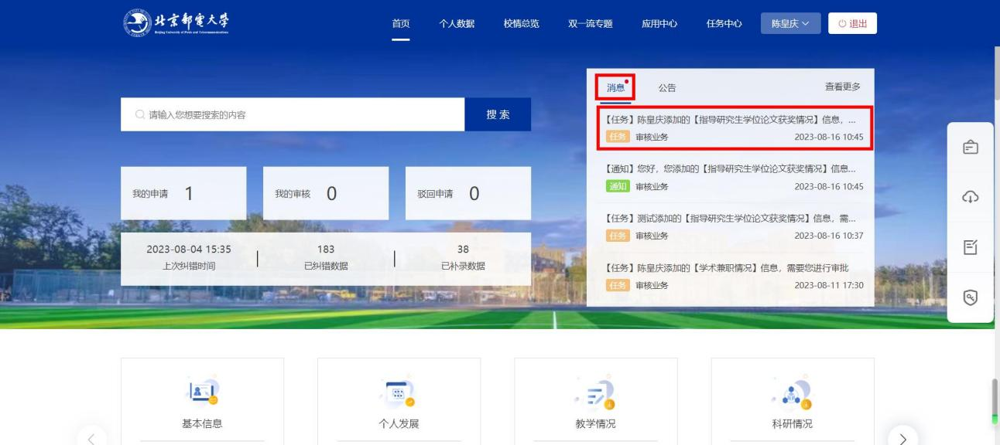 北京邮电大学
Beijing University of Posts and Telecommunications
首页 个人数据 校情总览 双一流专题 应用中心 任务中心 陈皇庆 退出
消息 公告 查看更多
请输入您想要搜索的内容 搜索
【任务】陈皇庆添加的【指导研究生学位论文获奖情况】信息，...
任务 审核业务 2023-08-16 10:45
【通知】您好，您添加的【指导研究生学位论文获奖情况】信息...
通知 审核业务 2023-08-16 10:45
我的申请 1 我的审核 0 驳回申请 0
【任务】测试添加的【指导研究生学位论文获奖情况】信息，需...
任务 审核业务 2023-08-16 10:37
2023-08-04 15:35 183 38
上次纠错时间 已纠错数据 已补录数据
【任务】陈皇庆添加的【学术兼职情况】信息，需要您进行审批
任务 审核业务 2023-08-11 17:30
基本信息 个人发展 教学情况 科研情况